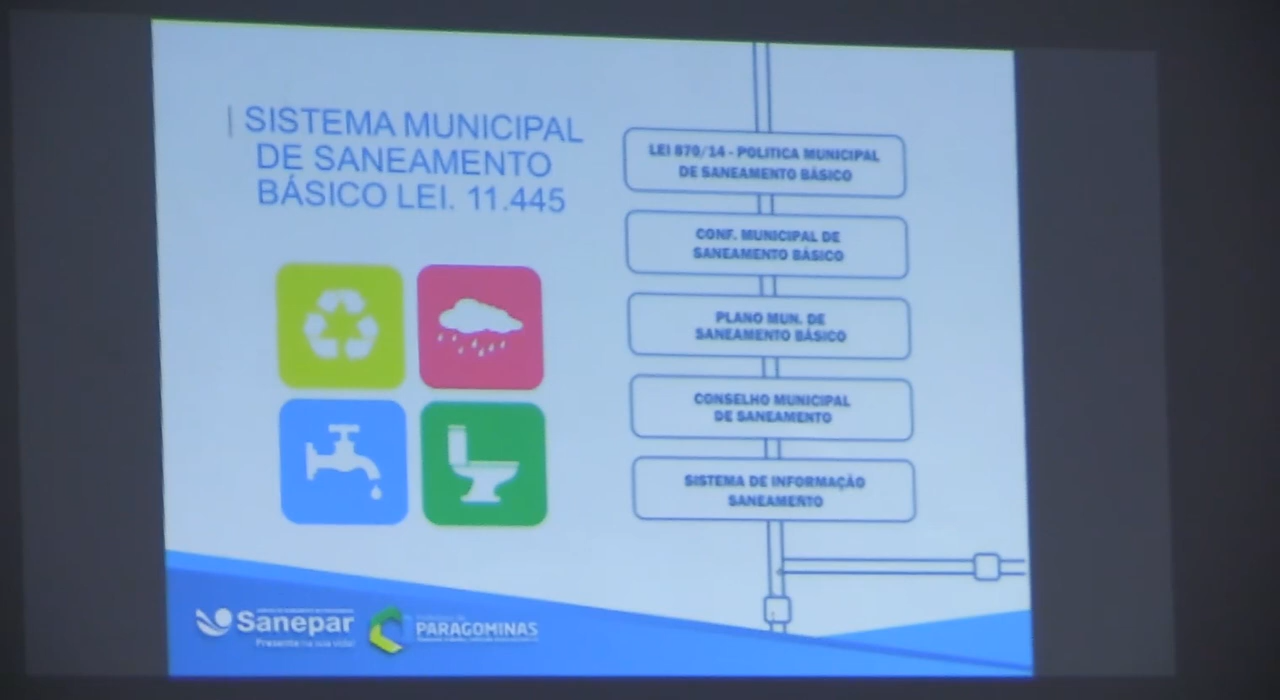 SISTEMA MUNICIPAL
DE SANEAMENTO
BÁSICO LEI. 11.445
LEI 870/14 - POLITICA MUNICIPAL
DE SANEAMENTO BÁSICO
CONF. MUNICIPAL DE
SANEAMENTO BÁSICO
PLANO MUN. DE
SANEAMENTO BÁSICO
CONSELHO MUNICIPAL
DE SANEAMENTO
SISTEMA DE INFORMAÇÃO
SANEAMENTO
Sanepar
Presente na sua vida!
PARAGOMINAS